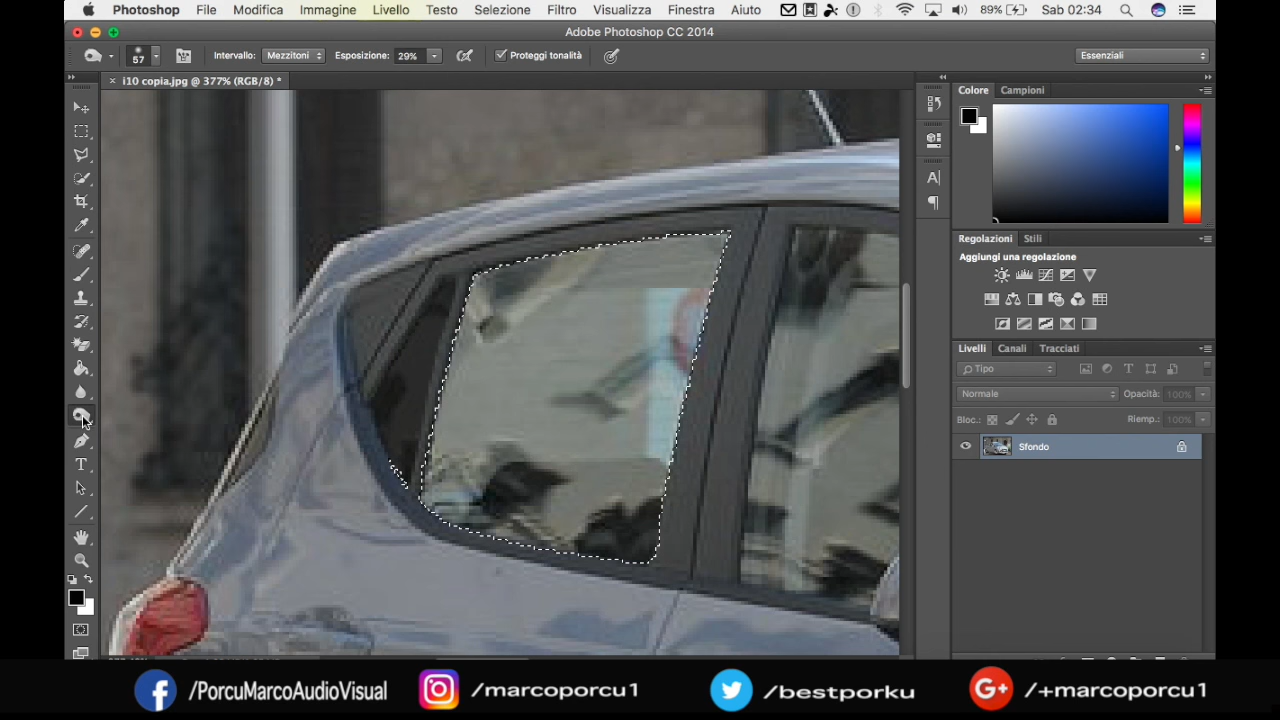 Photoshop File Modifica Immagine Livello Testo Selezione Filtro Visualizza Finestra Aiuto 89% Sab 02:34
Adobe Photoshop CC 2014
57 Intervallo: Mezzitoni Esposizione: 29% Proteggi tonalità Essenziali
× i10 copia.jpg @ 377% (RGB/8) *
Colore Campioni
Regolazioni Stili
Aggiungi una regolazione
Livelli Canali Tracciati
Tipo
Normale Opacità: 100%
Bloc.: Riemp.: 100%
Sfondo
/PorcuMarcoAudioVisual /marcoporcu1 /bestporku /+marcoporcu1